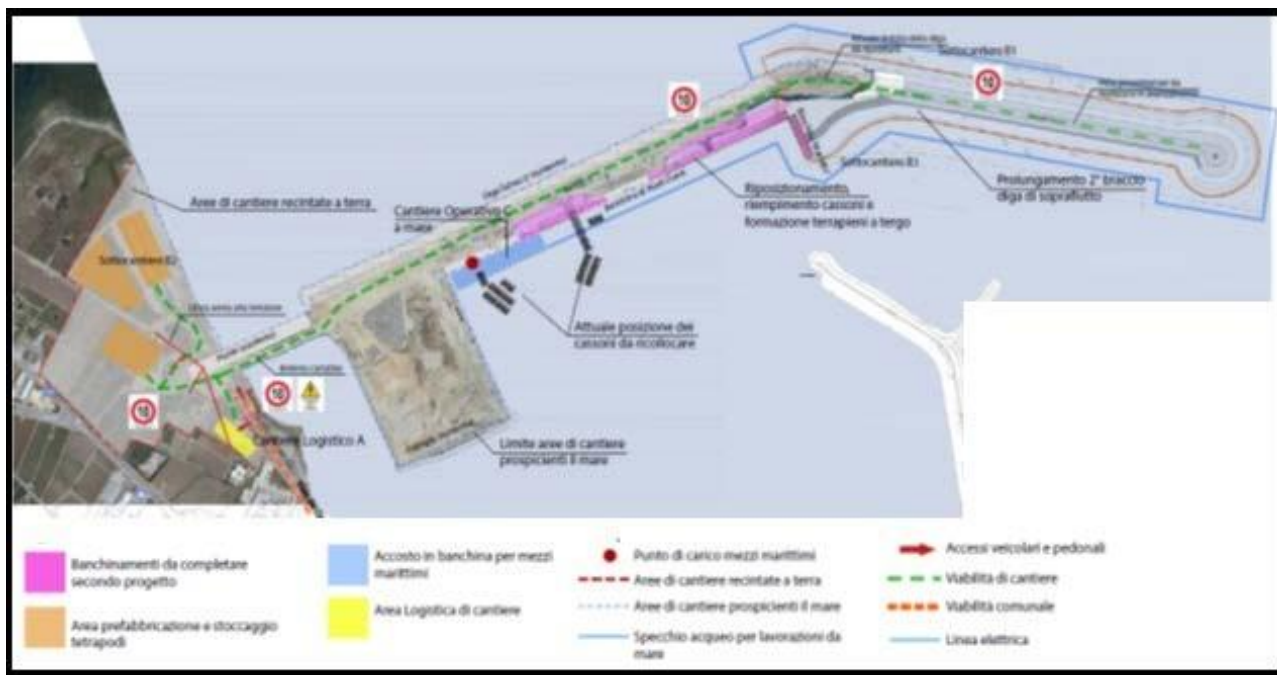 Sottocantiere B1
10
10
Aree di cantiere recintate a terra
Cantiere Operativo C
a mare
Sottocantiere B1
Riposizionamento,
riempimento cassoni e
formazione terrapieni a tergo
Prolungamento 2° braccio
diga di sopraflutto
Sottocantiere B2
Attuale posizione dei
cassoni da ricollocare
10
10
Cantiere Logistico A
Limite aree di cantiere
prospicienti il mare
Banchinamenti da completare
secondo progetto
Area prefabbricazione e stoccaggio
tetrapodi
Accosto in banchina per mezzi
marittimi
Area Logistica di cantiere
Punto di carico mezzi marittimi
Aree di cantiere recintate a terra
Aree di cantiere prospicienti il mare
Specchio acqueo per lavorazioni da
mare
Accessi veicolari e pedonali
Viabilità di cantiere
Viabilità comunale
Linea elettrica